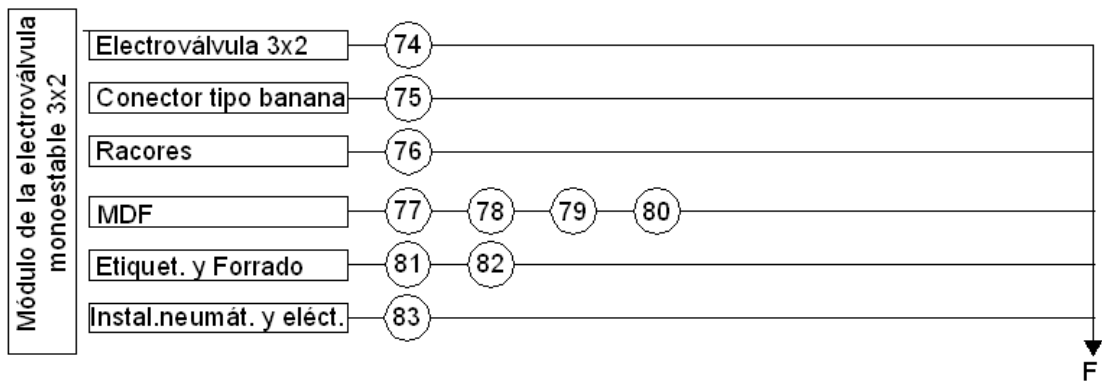 Módulo de la electroválvula
monoestable 3x2
Electroválvula 3x2 74
Conector tipo banana 75
Racores 76
MDF 77 78 79 80
Etiquet. y Forrado 81 82
Instal.neumát. y eléct. 83
F